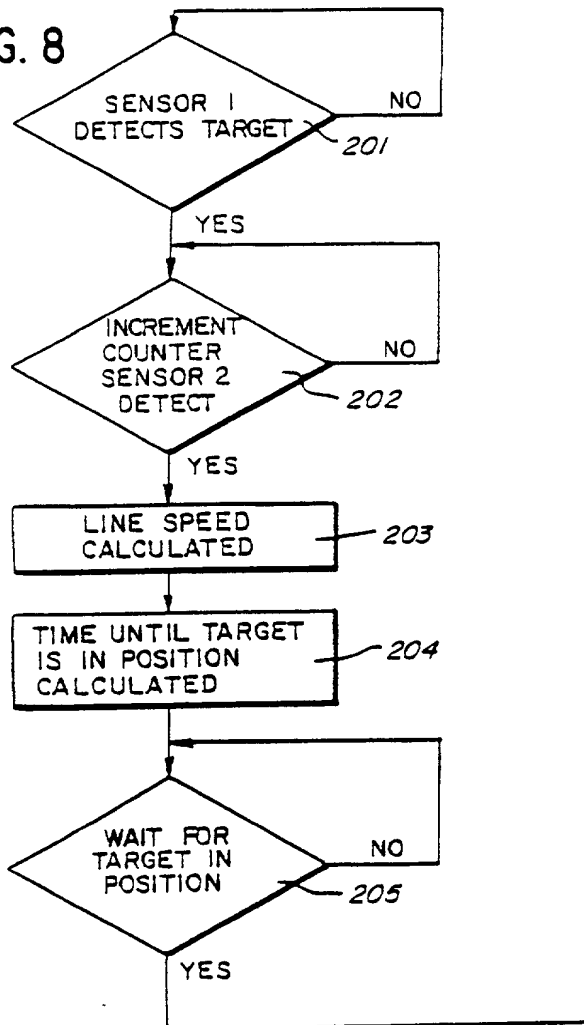 G. 8
SENSOR 1
DETECTS TARGET
NO
201
YES
INCREMENT
COUNTER
SENSOR 2
DETECT
NO
202
YES
LINE SPEED
CALCULATED
203
TIME UNTIL TARGET
IS IN POSITION
CALCULATED
204
WAIT FOR
TARGET IN
POSITION
NO
205
YES